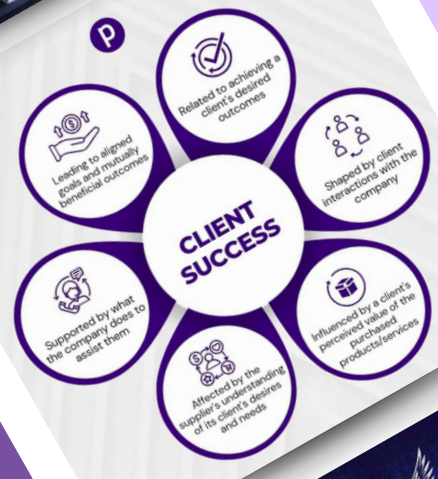 p
Related to achieving a
client's desired
outcomes
Shaped by client
interactions with the
company
Influenced by a client's
perceived value of the
purchased
products/services
Affected by the
supplier's understanding
of its client's desires
and needs
Supported by what
the company does to
assist them
Leading to aligned
goals and mutually
beneficial outcomes
CLIENT
SUCCESS